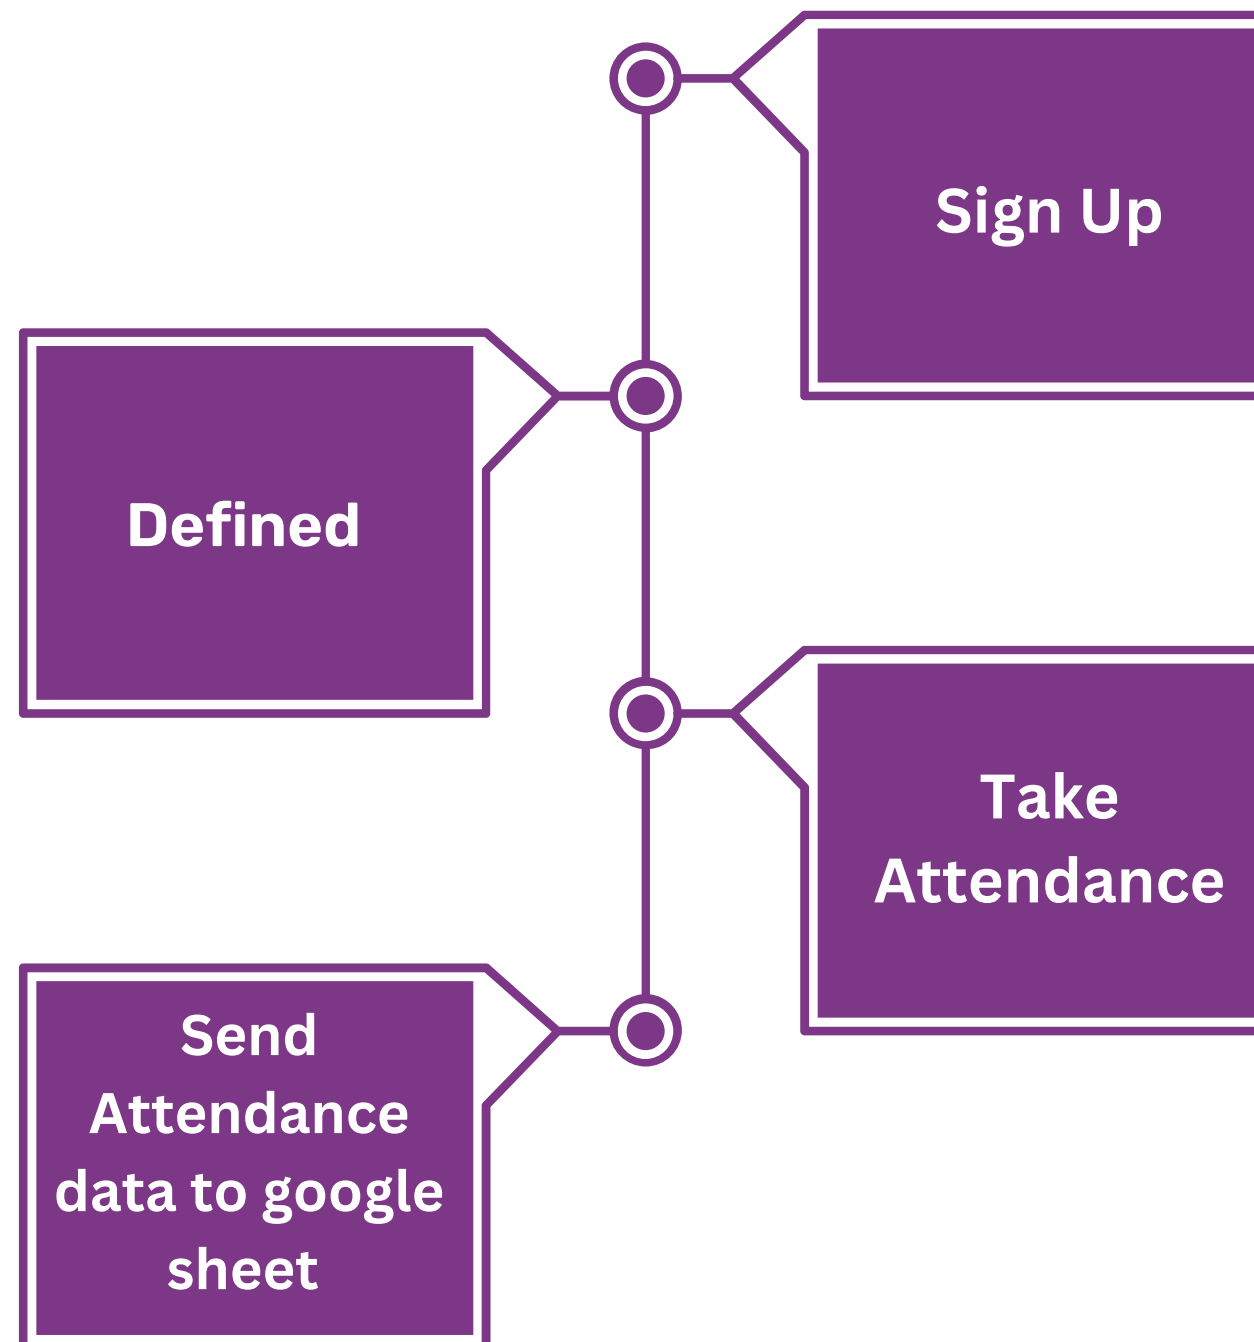 Sign Up
Defined
Take
Attendance
Send
Attendance
data to google
sheet